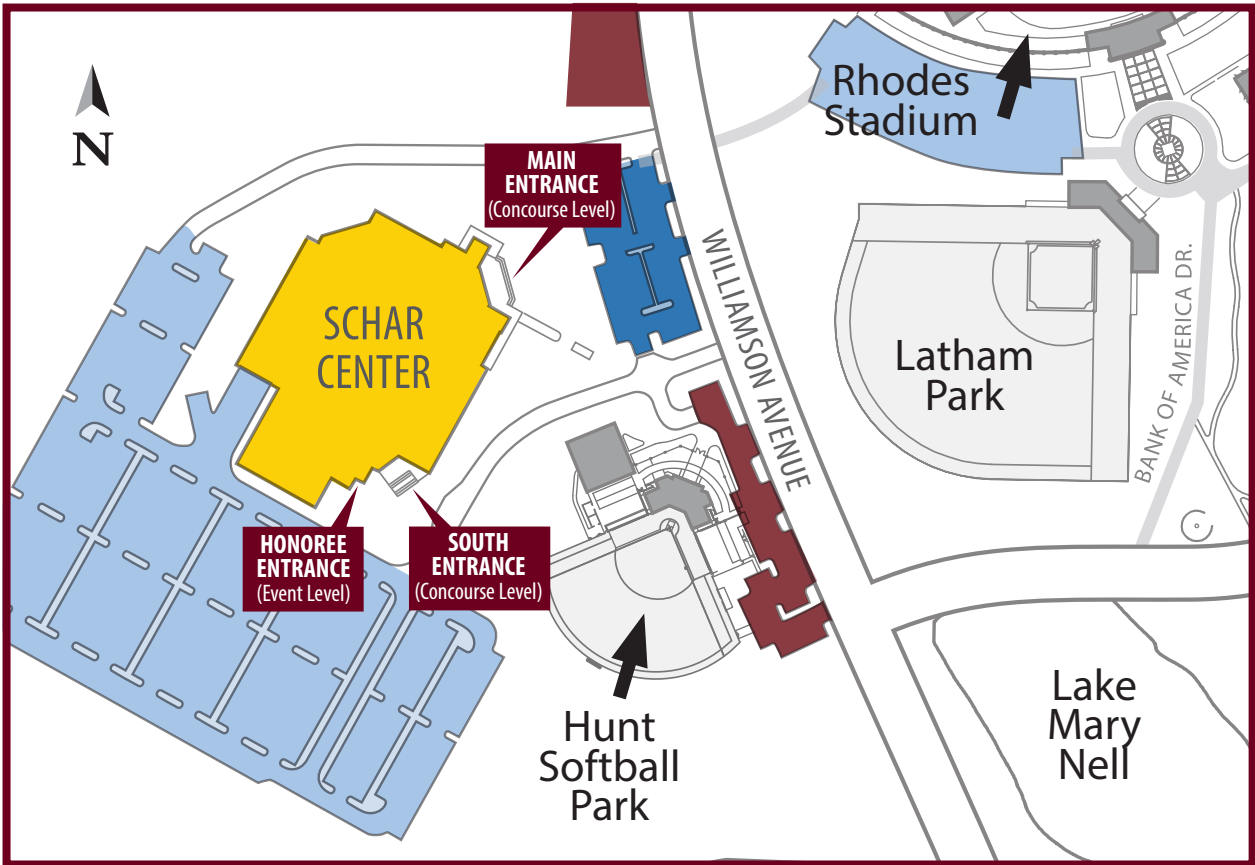 Rhodes
Stadium
N
MAIN
ENTRANCE
(Concourse Level)
WILLIAMSON AVENUE
SCHAR
CENTER
Latham
Park
BANK OF AMERICA DR.
HONOREE
ENTRANCE
(Event Level)
SOUTH
ENTRANCE
(Concourse Level)
Hunt
Softball
Park
Lake
Mary
Nell